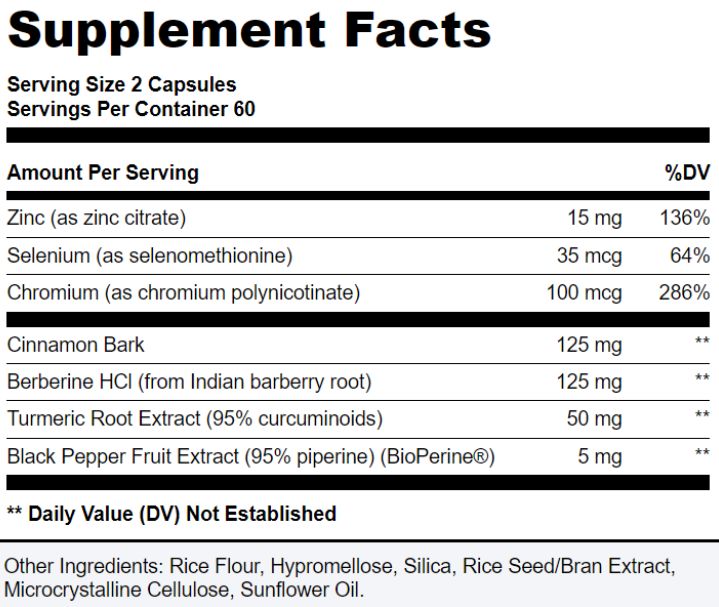 Supplement Facts
Serving Size 2 Capsules
Servings Per Container 60
Amount Per Serving %DV
Zinc (as zinc citrate) 15 mg 136%
Selenium (as selenomethionine) 35 mcg 64%
Chromium (as chromium polynicotinate) 100 mcg 286%
Cinnamon Bark 125 mg **
Berberine HCl (from Indian barberry root) 125 mg **
Turmeric Root Extract (95% curcuminoids) 50 mg **
Black Pepper Fruit Extract (95% piperine) (BioPerine®) 5 mg **
** Daily Value (DV) Not Established
Other Ingredients: Rice Flour, Hypromellose, Silica, Rice Seed/Bran Extract,
Microcrystalline Cellulose, Sunflower Oil.